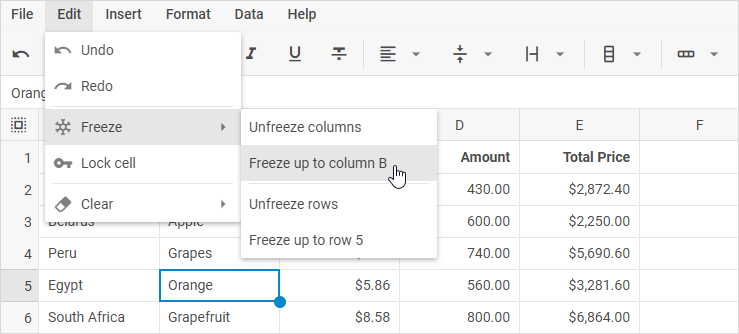 File Edit Insert Format Data Help
Undo
Redo
Freeze
Lock cell
Clear
Unfreeze columns
Freeze up to column B
Unfreeze rows
Freeze up to row 5
D E F
1 Amount Total Price
2 430.00 $2,872.40
3 Belarus Apple 600.00 $2,250.00
4 Peru Grapes 740.00 $5,690.60
5 Egypt Orange $5.86 560.00 $3,281.60
6 South Africa Grapefruit $8.58 800.00 $6,864.00